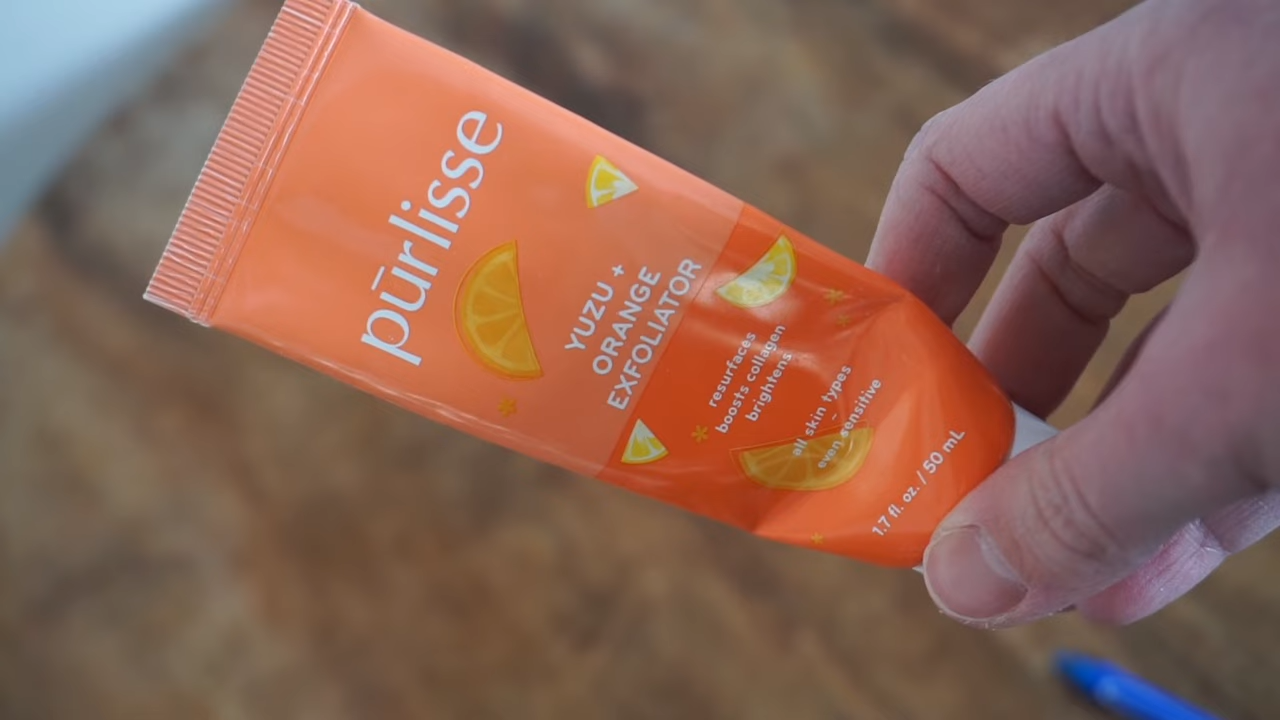 pūrlisse
YUZU +
ORANGE
EXFOLIATOR
resurfaces
boosts collagen
brightens
all skin types
~
even sensitive
1.7 fl. oz. / 50 mL